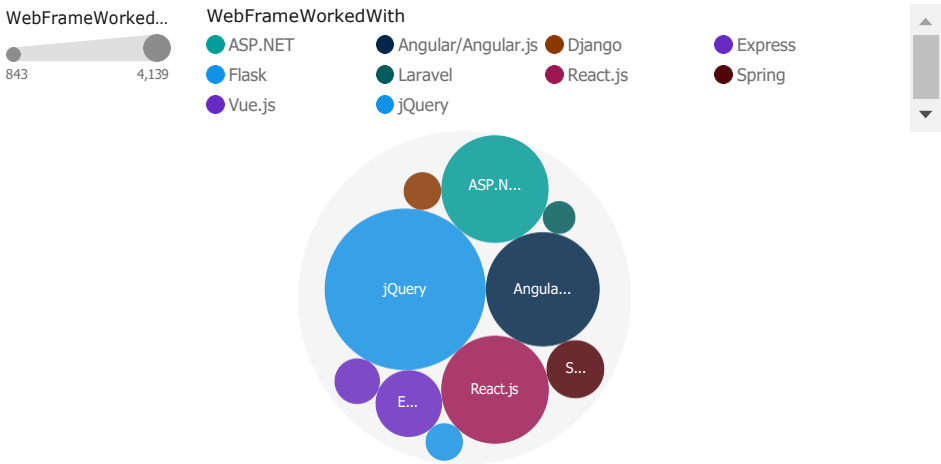 WebFrameWorked...
843 4,139
WebFrameWorkedWith
ASP.NET Angular/Angular.js Django Express
Flask Laravel React.js Spring
Vue.js jQuery
ASP.N...
jQuery
Angula...
S...
React.js
E...